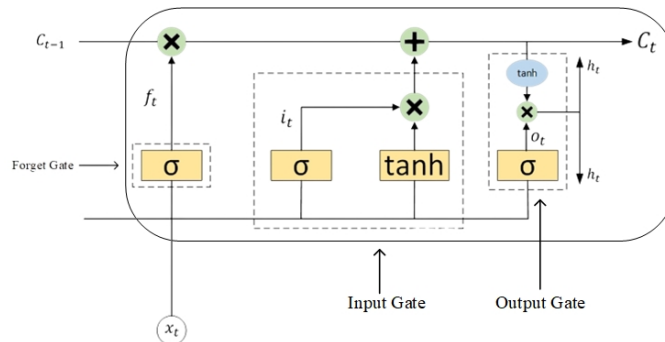 C_{t-1}
×
+
C_t
tanh
h_t
f_t
i_t
×
×
o_t
Forget Gate
σ
σ
tanh
σ
h_t
Input Gate
Output Gate
x_t